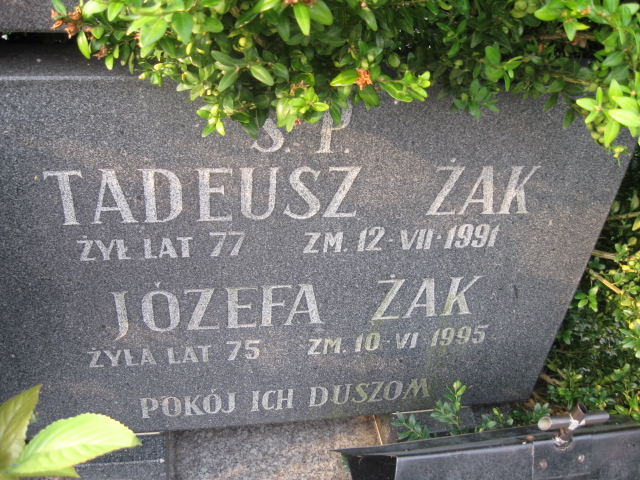 Ś. P.
TADEUSZ ŻAK
ŻYŁ LAT 77 ZM. 12-VII-1991
JÓZEFA ŻAK
ŻYŁA LAT 75 ZM. 10 VI 1995
POKÓJ ICH DUSZOM